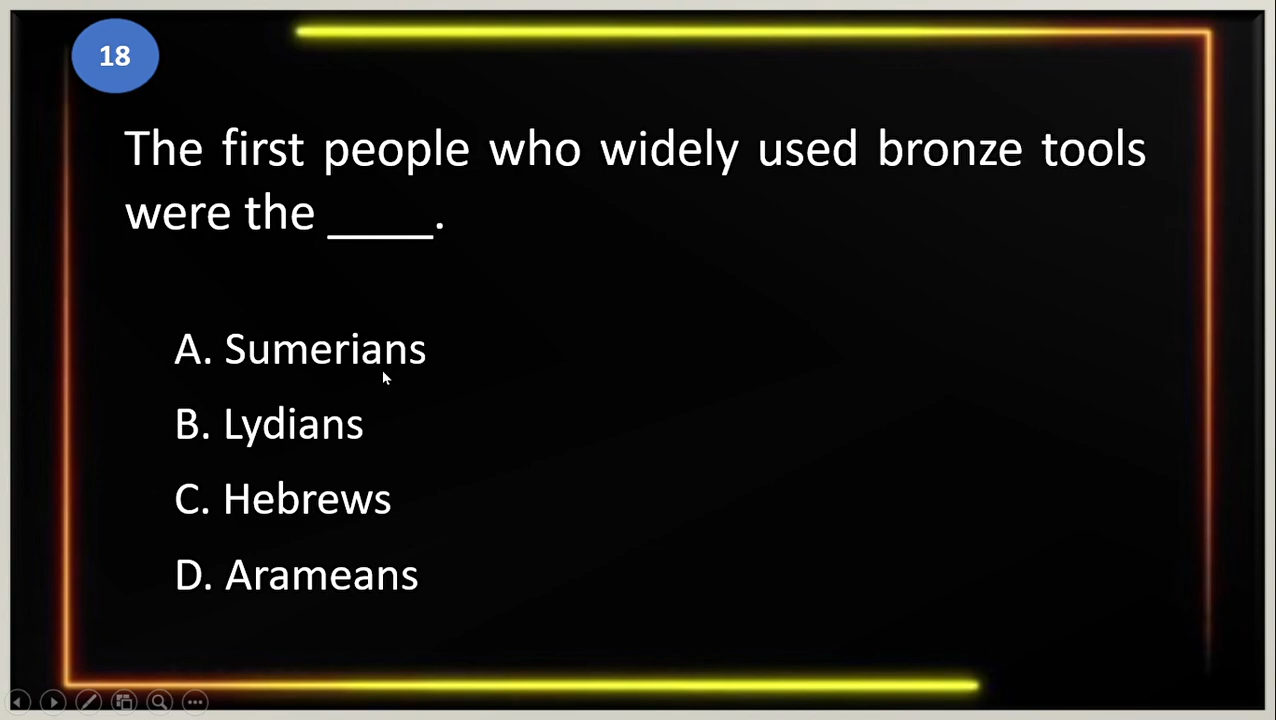 18
The first people who widely used bronze tools
were the ____.
A. Sumerians
B. Lydians
C. Hebrews
D. Arameans